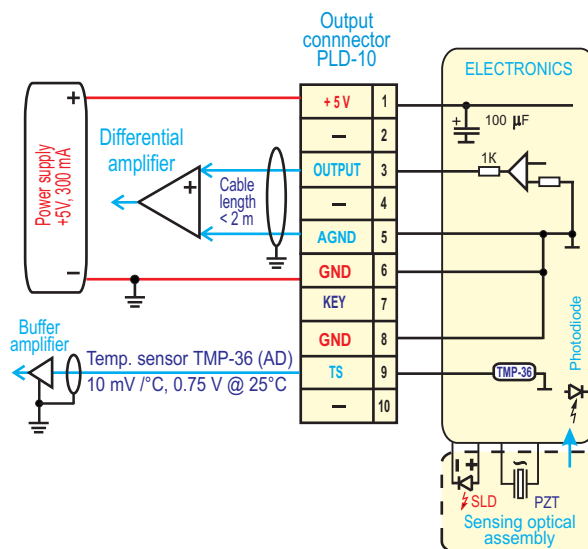 Output
connnector
PLD-10
ELECTRONICS
Power supply
+5V, 300 mA
+
−
Differential
amplifier
+
Cable
length
< 2 m
+ 5 V 1
− 2
OUTPUT 3
− 4
AGND 5
GND 6
KEY 7
GND 8
TS 9
− 10
+
100 µF
1K
Buffer
amplifier
Temp. sensor TMP-36 (AD)
10 mV /°C, 0.75 V @ 25°C
TMP-36
Photodiode
− +
~
SLD
PZT
Sensing optical
assembly